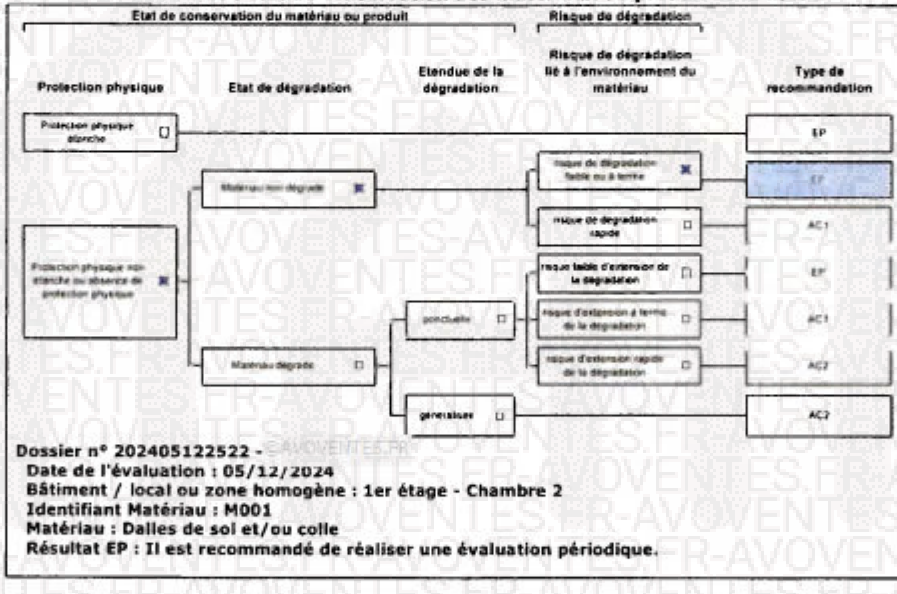 Etat de conservation du matériau ou produit
Risque de dégradation
Protection physique
Etat de dégradation
Etendue de la
dégradation
Risque de dégradation
lié à l'environnement du
matériau
Type de
recommandation
Protection physique
étanche
EP
Matériau non dégradé
risque de dégradation
faible ou à terme
EP
risque de dégradation
rapide
AC1
Protection physique non
étanche ou absence de
protection physique
risque faible d'extension de
la dégradation
EP
ponctuelle
risque d'extension à terme
de la dégradation
AC1
Matériau dégradé
risque d'extension rapide
de la dégradation
AC2
généralisée
AC2
Dossier n° 202405122522 -
©AVOVENTES.FR
Date de l'évaluation : 05/12/2024
Bâtiment / local ou zone homogène : 1er étage - Chambre 2
Identifiant Matériau : M001
Matériau : Dalles de sol et/ou colle
Résultat EP : Il est recommandé de réaliser une évaluation périodique.